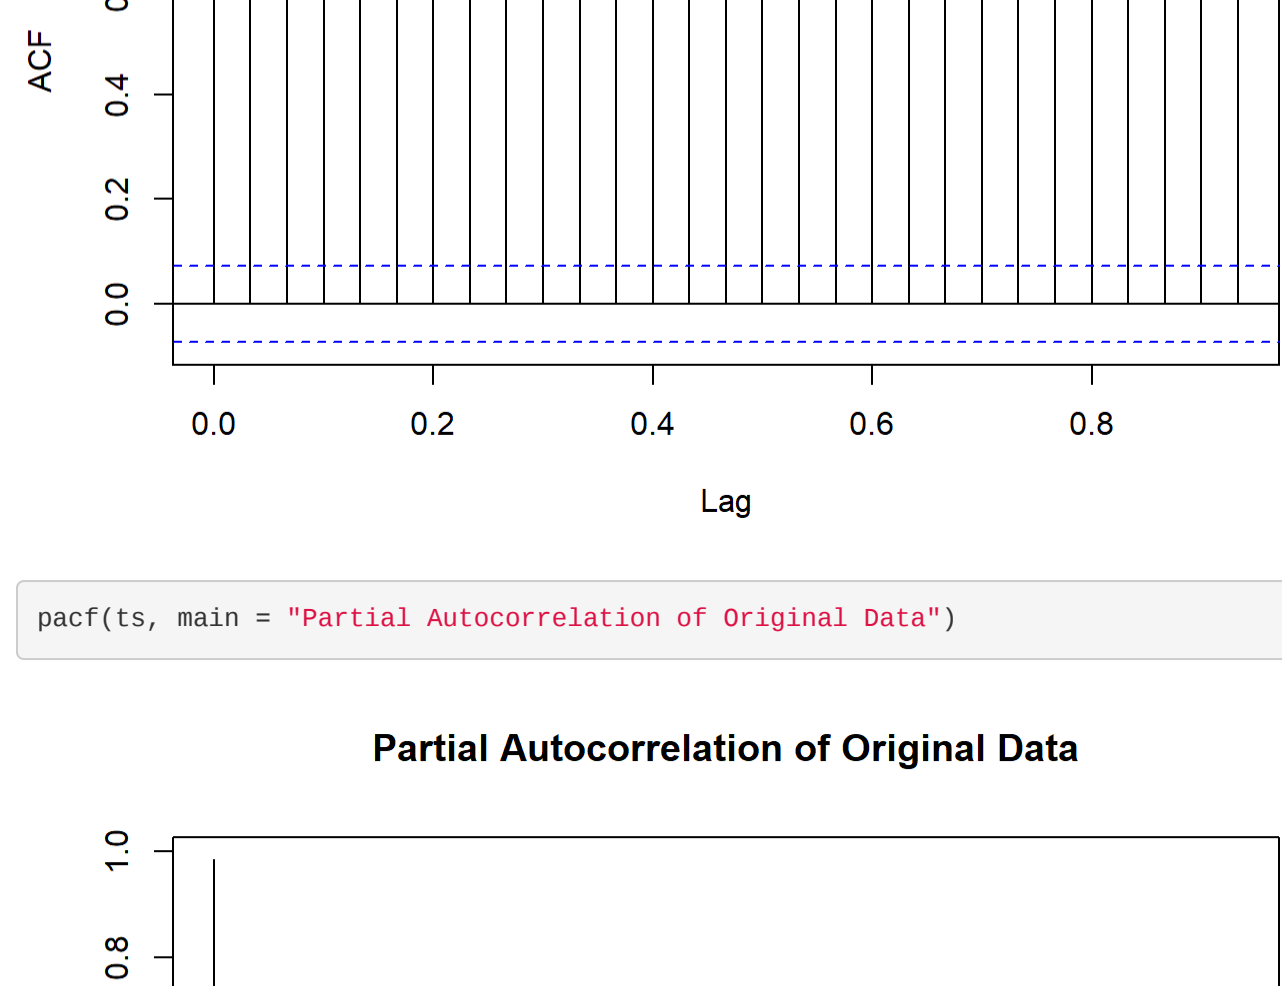 ACF
0.4
0.2
0.0
0.0 0.2 0.4 0.6 0.8
Lag
pacf(ts, main = "Partial Autocorrelation of Original Data")
Partial Autocorrelation of Original Data
1.0
0.8